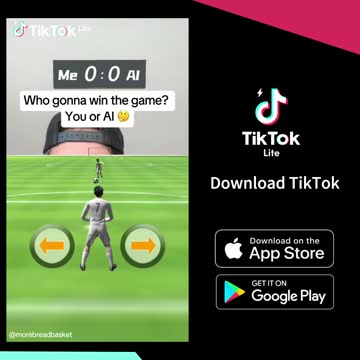 TikTok Lite
Me 0 : 0 AI
Who gonna win the game?
You or AI 🤔
7
@morebreadbasket
TikTok
Lite
Download TikTok
Download on the
App Store
GET IT ON
Google Play